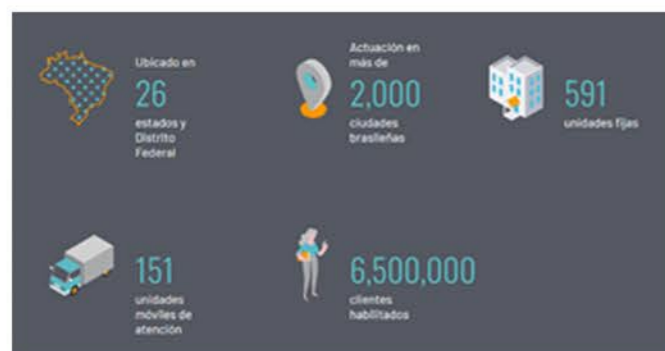 Ubicado en
26
estados y
Distrito
Federal
Actuación en
más de
2,000
ciudades
brasileñas
591
unidades fijas
151
unidades
móviles de
atención
6,500,000
clientes
habilitados